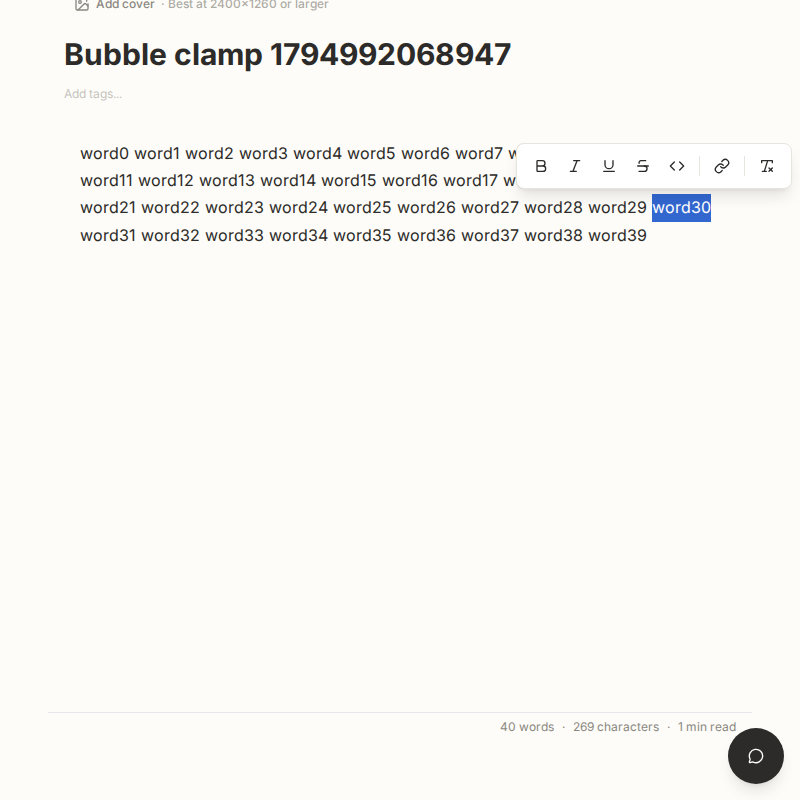 Add cover · Best at 2400×1260 or larger
Bubble clamp 1794992068947
Add tags...
word0 word1 word2 word3 word4 word5 word6 word7
word11 word12 word13 word14 word15 word16 word17
word21 word22 word23 word24 word25 word26 word27 word28 word29 word30
word31 word32 word33 word34 word35 word36 word37 word38 word39
40 words · 269 characters · 1 min read